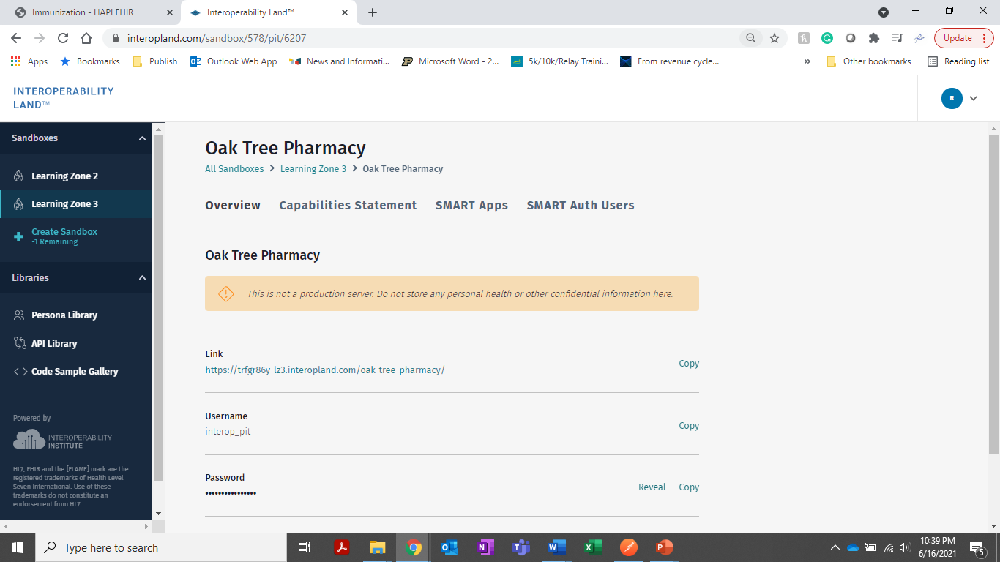 Immunization - HAPI FHIR
Interoperability Land™
interopland.com/sandbox/578/pit/6207
Update
Apps
Bookmarks
Publish
Outlook Web App
News and Informati...
Microsoft Word - 2...
5k/10k/Relay Traini...
From revenue cycle...
»
Other bookmarks
Reading list
INTEROPERABILITY
LAND™
R
Sandboxes
Learning Zone 2
Learning Zone 3
Create Sandbox
-1 Remaining
Libraries
Persona Library
API Library
Code Sample Gallery
Powered by
INTEROPERABILITY
INSTITUTE
HL7, FHIR and the [FLAME] mark are the
registered trademarks of Health Level
Seven International. Use of these
trademarks do not constitute an
endorsement from HL7.
Oak Tree Pharmacy
All Sandboxes > Learning Zone 3 > Oak Tree Pharmacy
Overview Capabilities Statement SMART Apps SMART Auth Users
Oak Tree Pharmacy
This is not a production server. Do not store any personal health or other confidential information here.
Link
https://trfgr86y-lz3.interopland.com/oak-tree-pharmacy/
Copy
Username
interop_pit
Copy
Password
••••••••••••••••
Reveal Copy
Type here to search
10:39 PM
6/16/2021
5